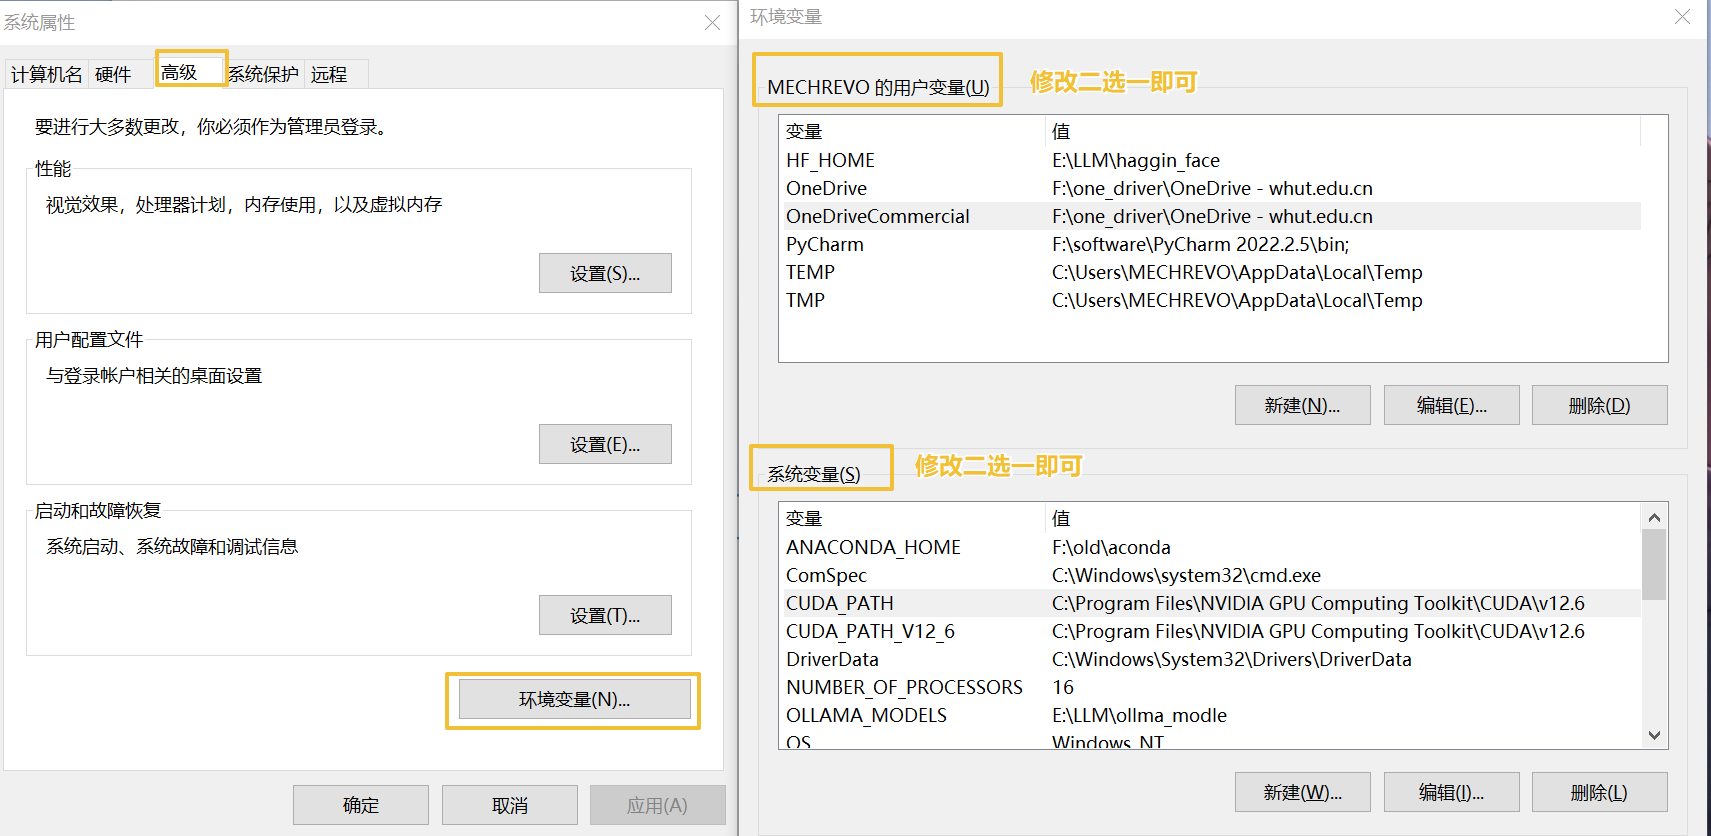 系统属性
计算机名
硬件
高级
系统保护
远程
要进行大多数更改，你必须作为管理员登录。
性能
视觉效果，处理器计划，内存使用，以及虚拟内存
设置(S)...
用户配置文件
与登录帐户相关的桌面设置
设置(E)...
启动和故障恢复
系统启动、系统故障和调试信息
设置(T)...
环境变量(N)...
确定
取消
应用(A)
环境变量
MECHREVO 的用户变量(U)
修改二选一即可
变量 值
HF_HOME E:\LLM\haggin_face
OneDrive F:\one_driver\OneDrive - whut.edu.cn
OneDriveCommercial F:\one_driver\OneDrive - whut.edu.cn
PyCharm F:\software\PyCharm 2022.2.5\bin;
TEMP C:\Users\MECHREVO\AppData\Local\Temp
TMP C:\Users\MECHREVO\AppData\Local\Temp
新建(N)...
编辑(E)...
删除(D)
系统变量(S)
修改二选一即可
变量 值
ANACONDA_HOME F:\old\aconda
ComSpec C:\Windows\system32\cmd.exe
CUDA_PATH C:\Program Files\NVIDIA GPU Computing Toolkit\CUDA\v12.6
CUDA_PATH_V12_6 C:\Program Files\NVIDIA GPU Computing Toolkit\CUDA\v12.6
DriverData C:\Windows\System32\Drivers\DriverData
NUMBER_OF_PROCESSORS 16
OLLAMA_MODELS E:\LLM\ollma_modle
OS Windows_NT
新建(W)...
编辑(I)...
删除(L)